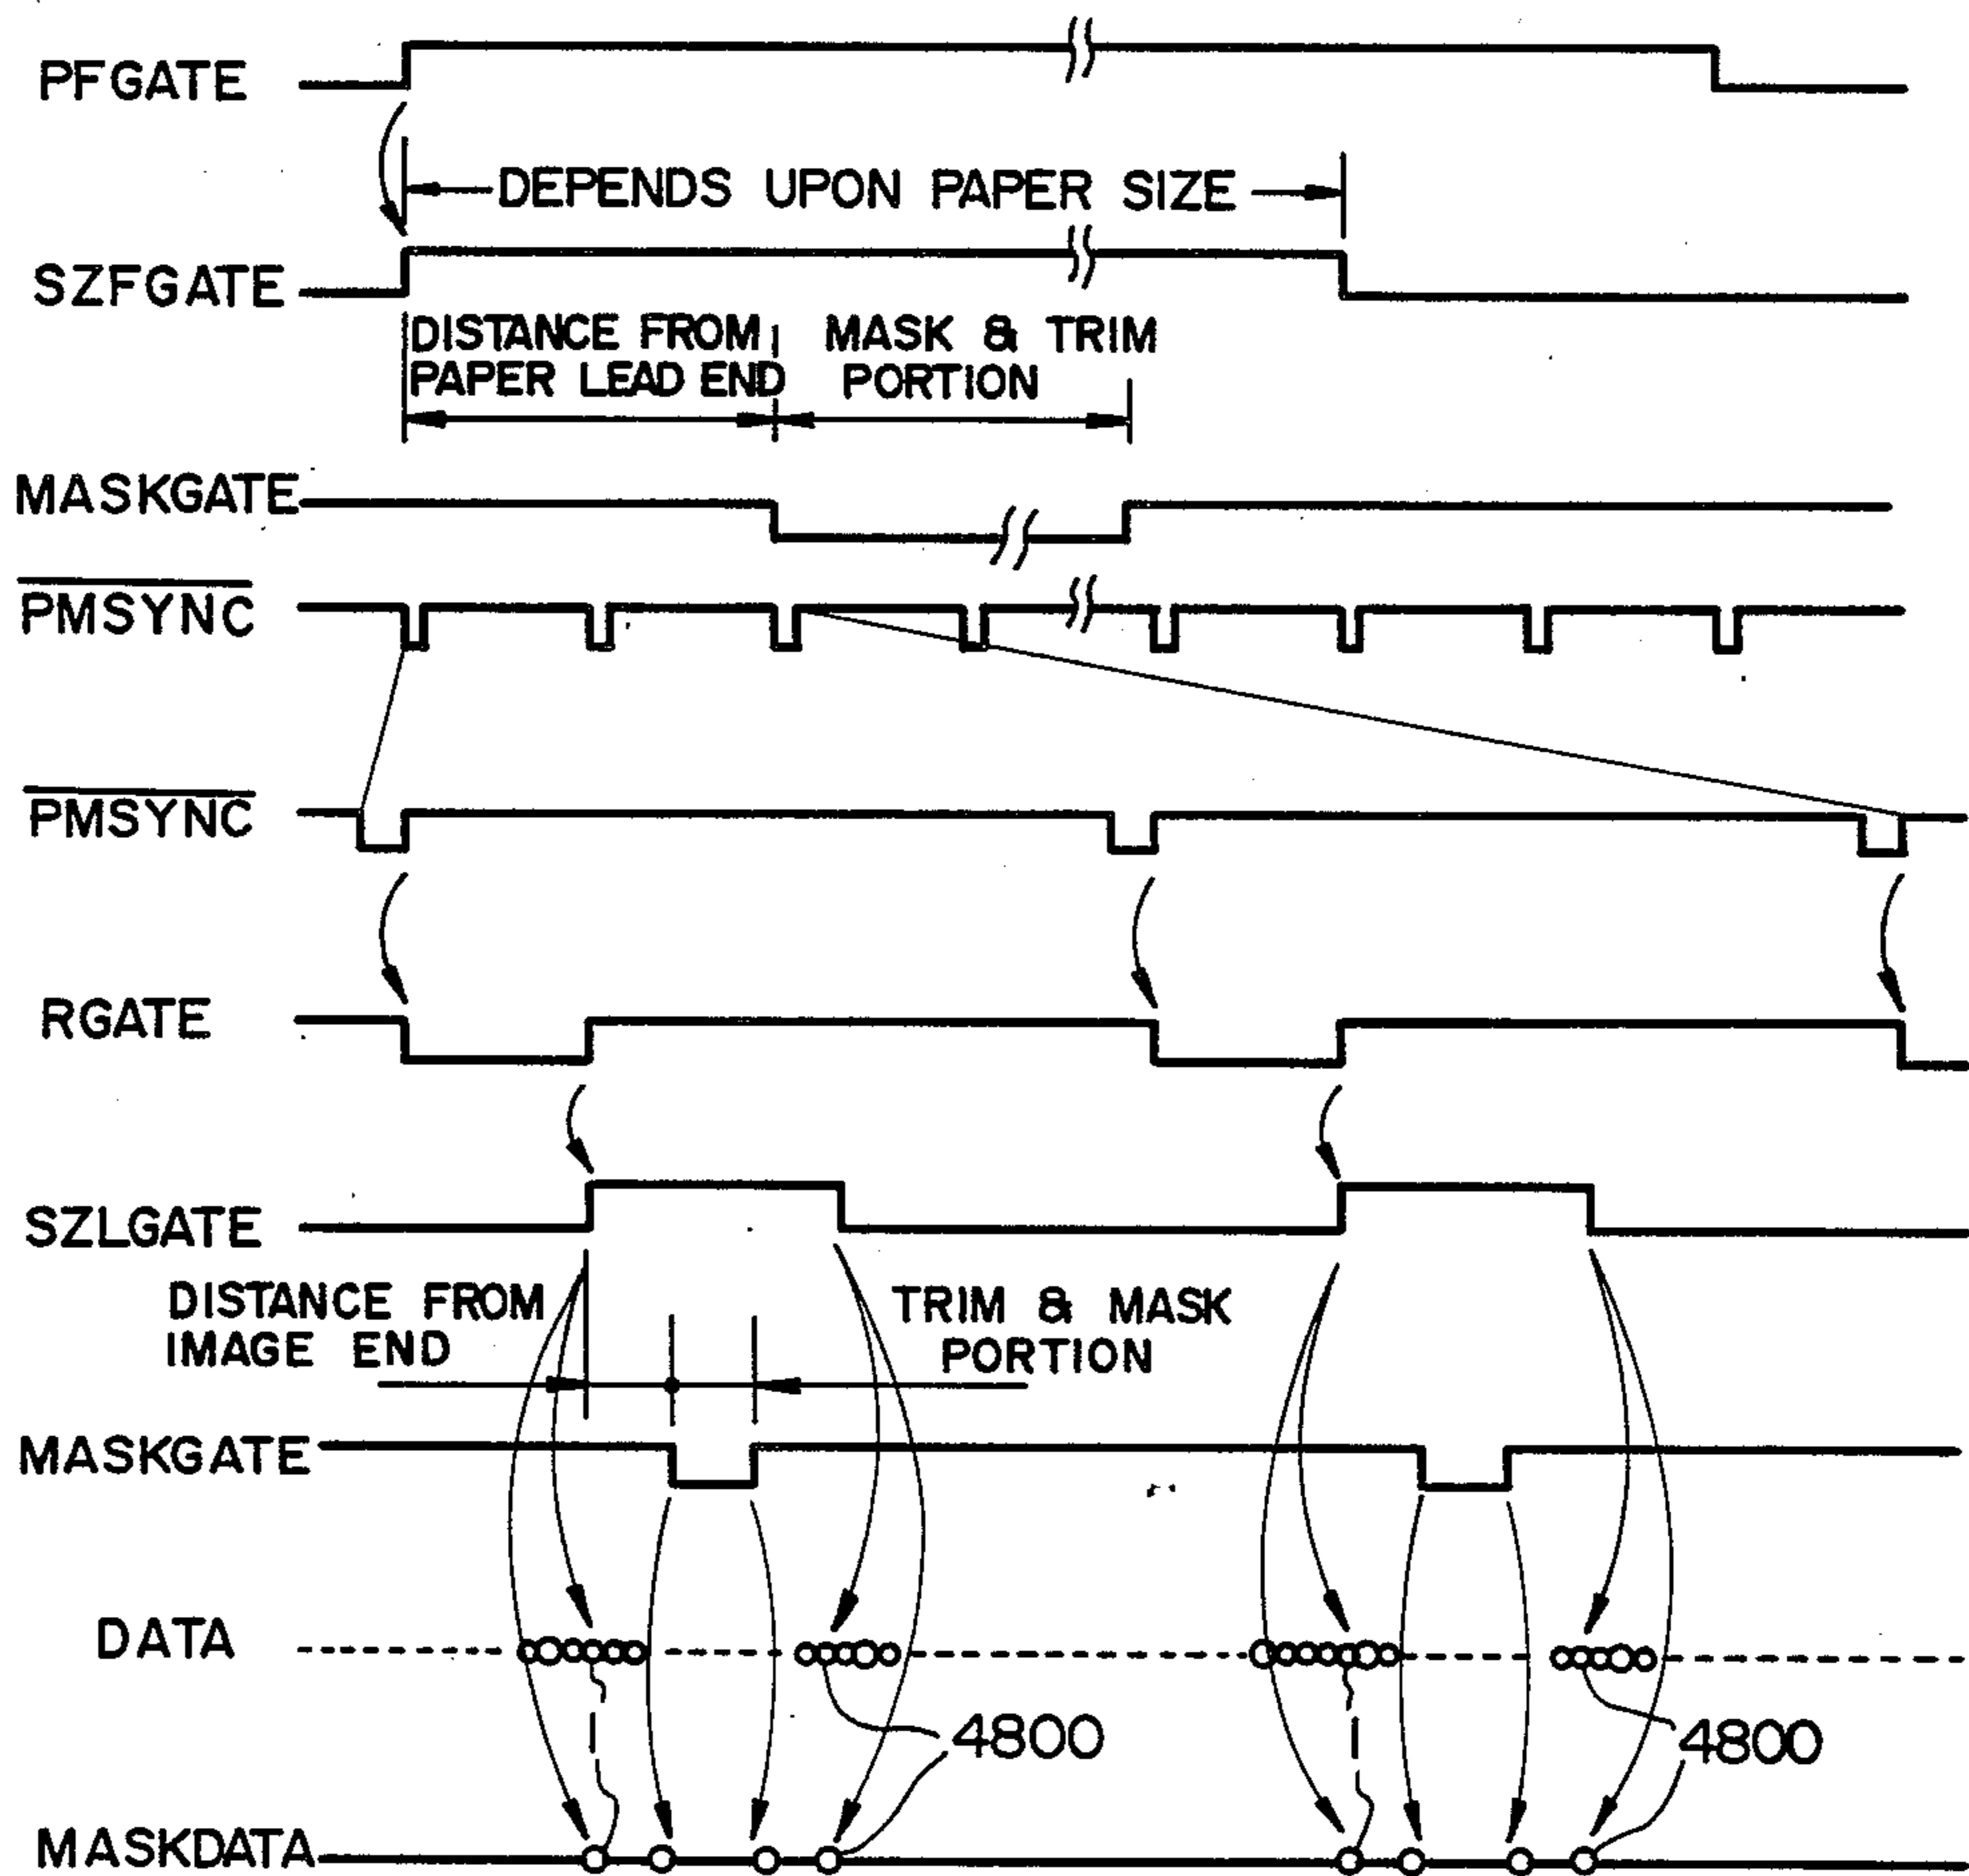 PFGATE
DEPENDS UPON PAPER SIZE
SZFGATE
DISTANCE FROM
PAPER LEAD END
MASK & TRIM
PORTION
MASKGATE
PMSYNC
PMSYNC
RGATE
SZLGATE
DISTANCE FROM
IMAGE END
TRIM & MASK
PORTION
MASKGATE
DATA
4800
4800
MASKDATA